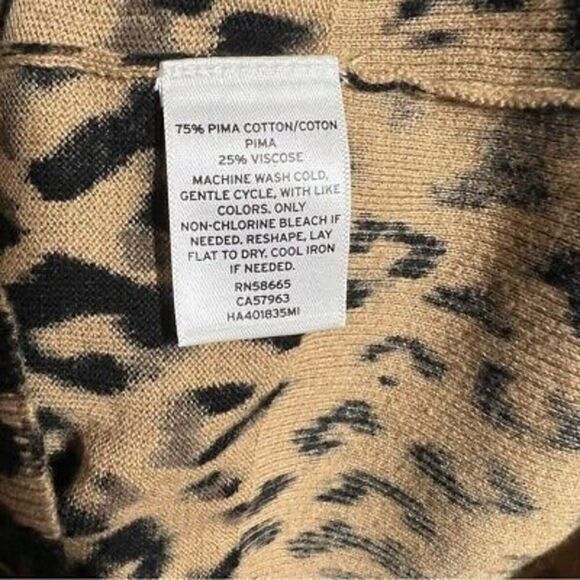 75% PIMA COTTON/COTON
PIMA
25% VISCOSE
MACHINE WASH COLD,
GENTLE CYCLE, WITH LIKE
COLORS. ONLY
NON-CHLORINE BLEACH IF
NEEDED. RESHAPE, LAY
FLAT TO DRY. COOL IRON
IF NEEDED.
RN58665
CA57963
HA401835MI